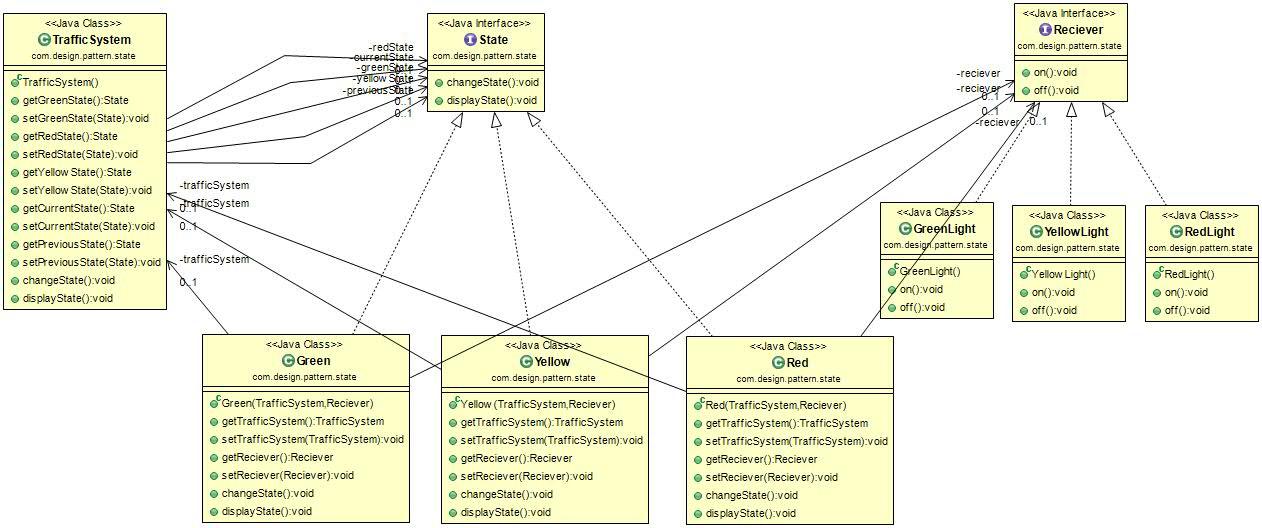 <<Java Class>>
TrafficSystem
com.design.pattern.state
TrafficSystem()
getGreenState():State
setGreenState(State):void
getRedState():State
setRedState(State):void
getYellowState():State
setYellowState(State):void
getCurrentState():State
setCurrentState(State):void
getPreviousState():State
setPreviousState(State):void
changeState():void
displayState():void
-redState
-currentState
-greenState
-yellowState
-previousState
0..1
0..1
<<Java Interface>>
State
com.design.pattern.state
changeState():void
displayState():void
-reciever
-reciever
0..1
0..1
-reciever
0..1
<<Java Interface>>
Reciever
com.design.pattern.state
on():void
off():void
-trafficSystem
-trafficSystem
0..1
0..1
-trafficSystem
0..1
<<Java Class>>
GreenLight
com.design.pattern.state
GreenLight()
on():void
off():void
<<Java Class>>
YellowLight
com.design.pattern.state
YellowLight()
on():void
off():void
<<Java Class>>
RedLight
com.design.pattern.state
RedLight()
on():void
off():void
<<Java Class>>
Green
com.design.pattern.state
Green(TrafficSystem,Reciever)
getTrafficSystem():TrafficSystem
setTrafficSystem(TrafficSystem):void
getReciever():Reciever
setReciever(Reciever):void
changeState():void
displayState():void
<<Java Class>>
Yellow
com.design.pattern.state
Yellow(TrafficSystem,Reciever)
getTrafficSystem():TrafficSystem
setTrafficSystem(TrafficSystem):void
getReciever():Reciever
setReciever(Reciever):void
changeState():void
displayState():void
<<Java Class>>
Red
com.design.pattern.state
Red(TrafficSystem,Reciever)
getTrafficSystem():TrafficSystem
setTrafficSystem(TrafficSystem):void
getReciever():Reciever
setReciever(Reciever):void
changeState():void
displayState():void